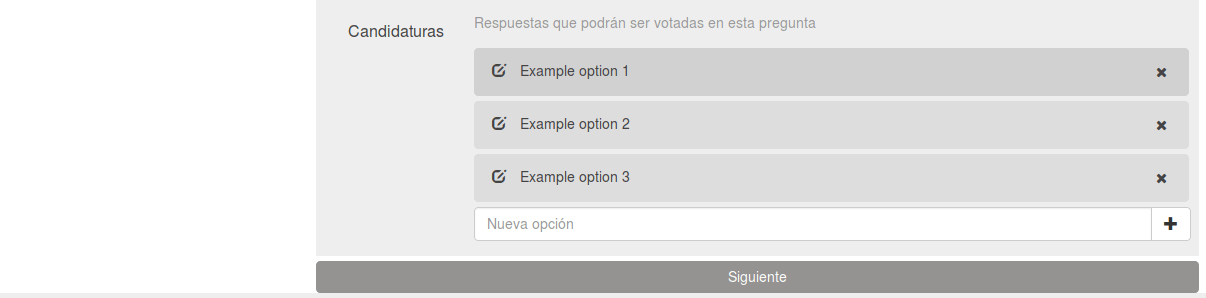 Candidaturas
Respuestas que podrán ser votadas en esta pregunta
Example option 1
Example option 2
Example option 3
Nueva opción
Siguiente